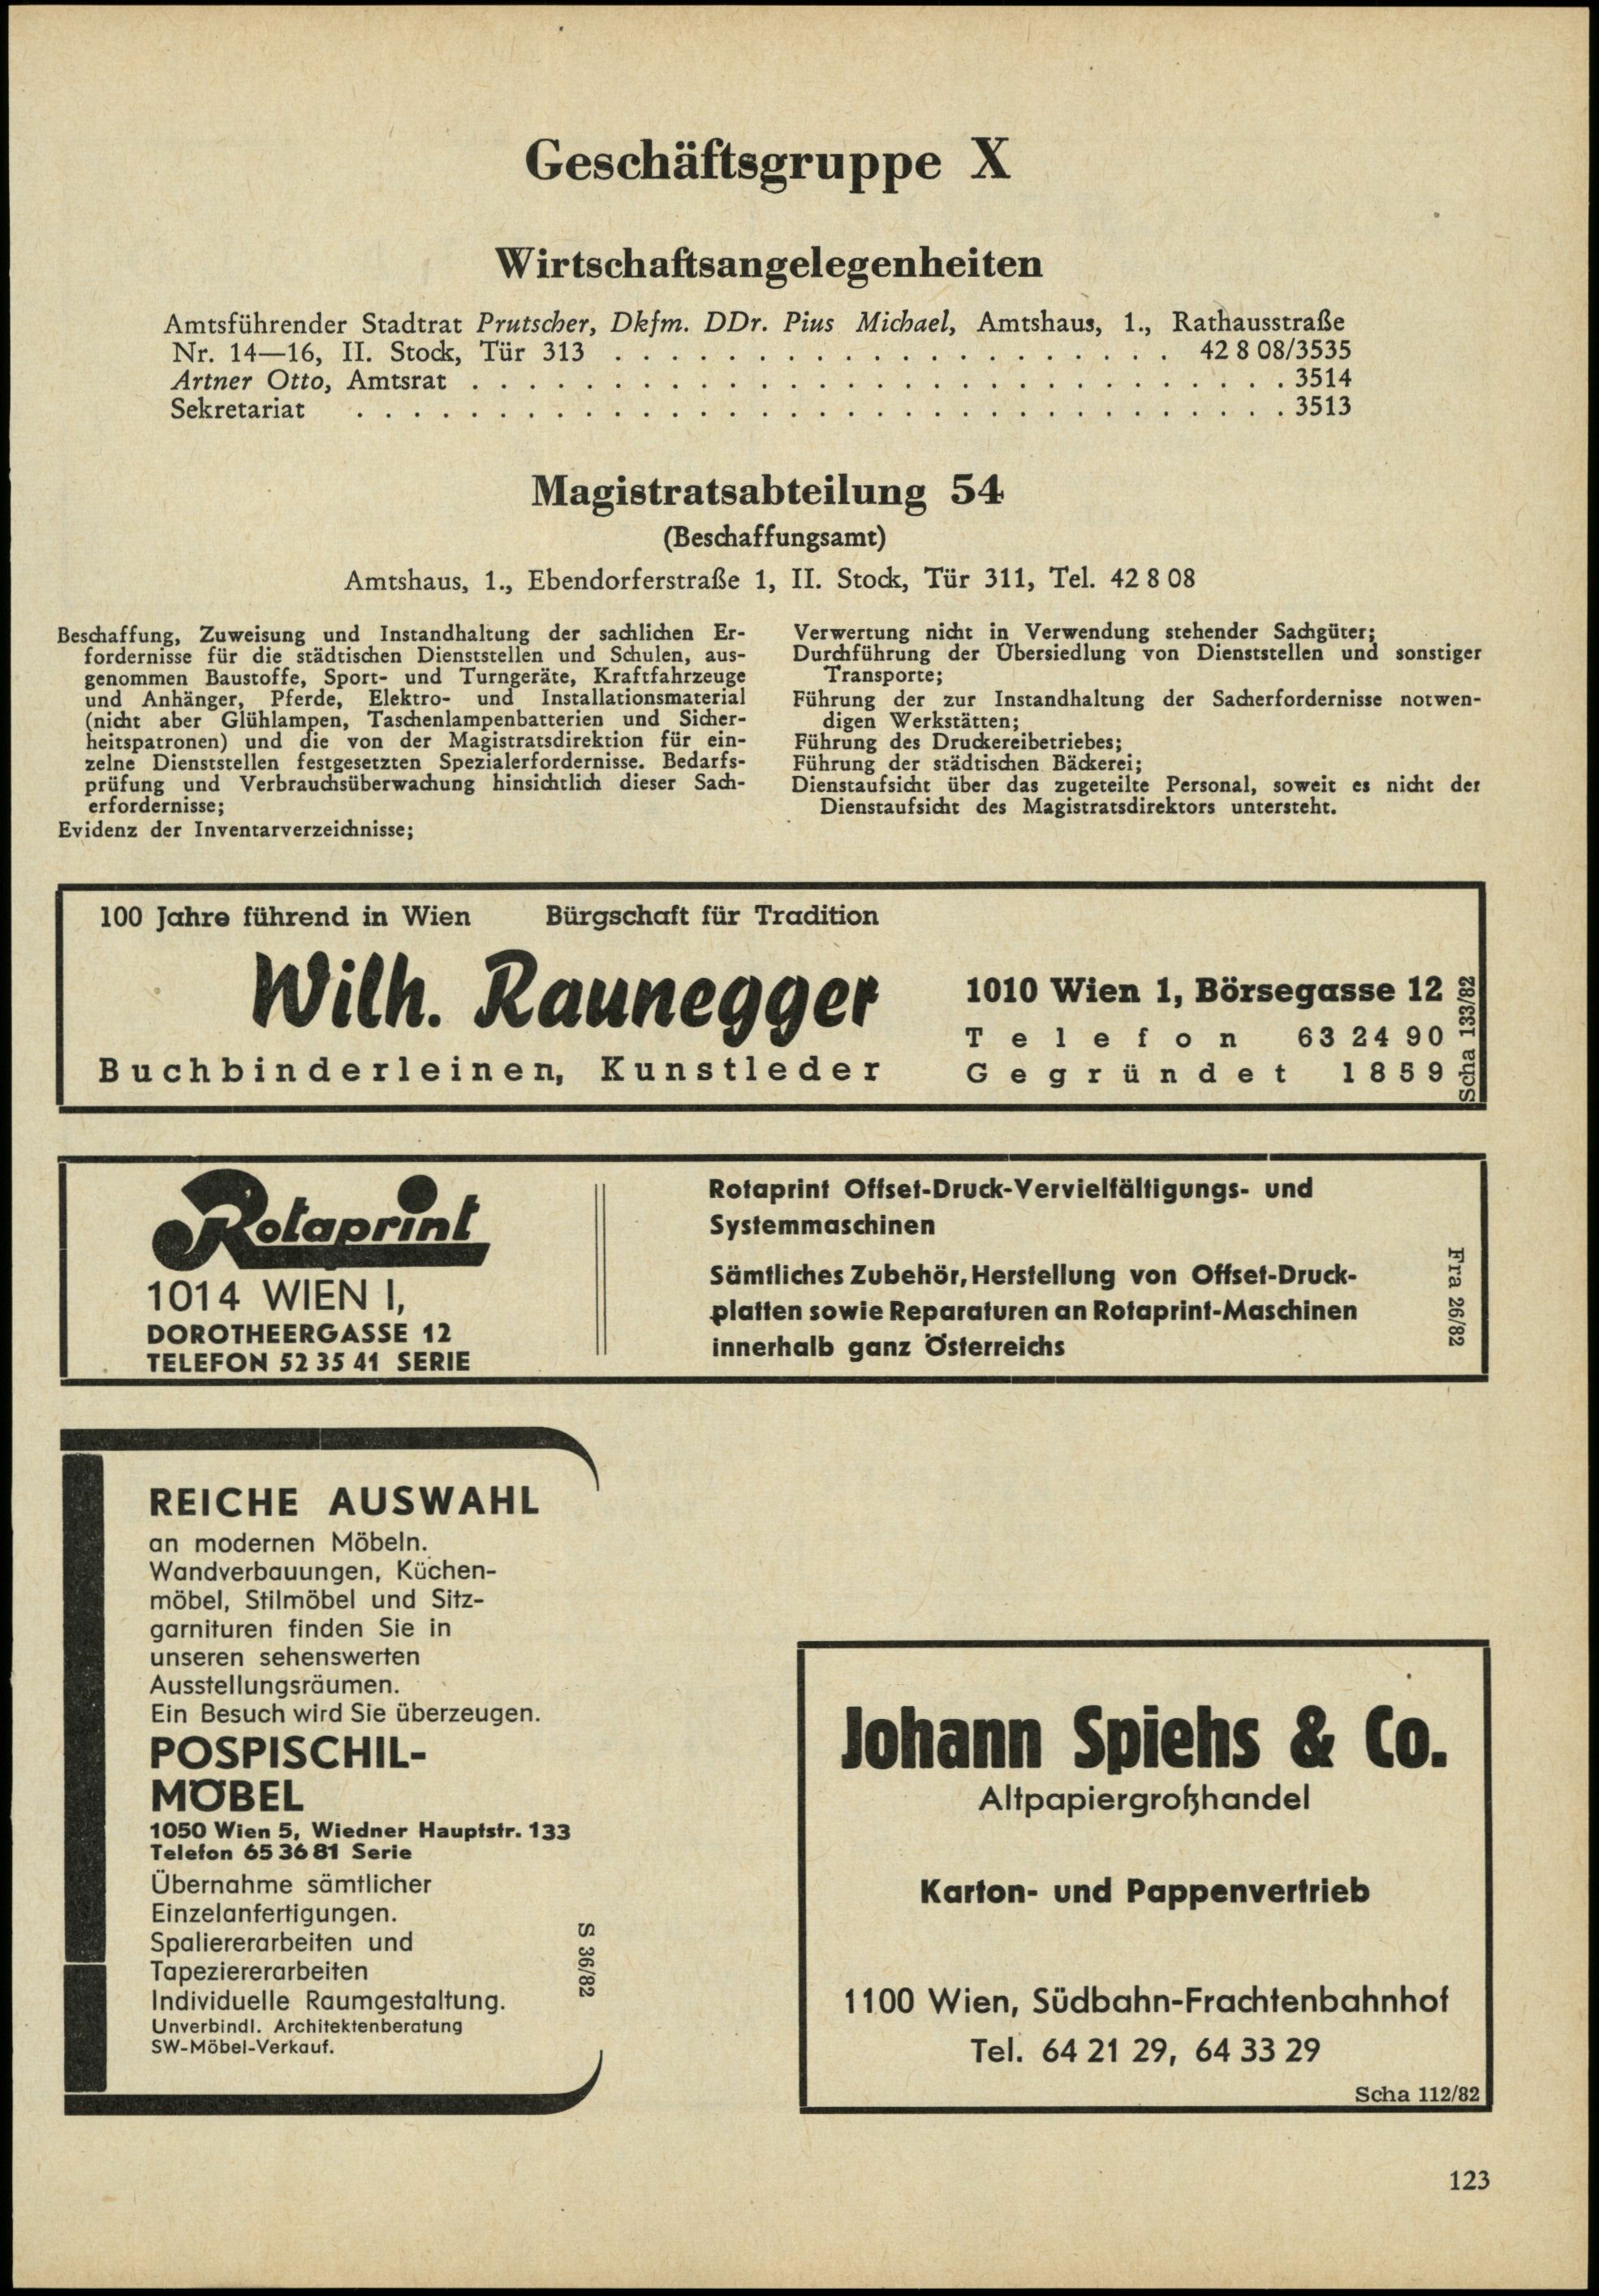 Geschäftsgruppe X
Wirtschaftsangelegenheiten
Amtsführender Stadtrat Prutscher, Dkfm. DDr. Pius Michael, Amtshaus, 1., Rathausstraße
Nr. 14—16, II. Stock, Tür 313 . . . . . . . . . . . . . . . . . . . . 42 8 08/3535
Artner Otto, Amtsrat . . . . . . . . . . . . . . . . . . . . . . . . . . . . . 3514
Sekretariat . . . . . . . . . . . . . . . . . . . . . . . . . . . . . . . . . 3513
Magistratsabteilung 54
(Beschaffungsamt)
Amtshaus, 1., Ebendorferstraße 1, II. Stock, Tür 311, Tel. 42 8 08
Beschaffung, Zuweisung und Instandhaltung der sachlichen Er-
fordernisse für die städtischen Dienststellen und Schulen, aus-
genommen Baustoffe, Sport- und Turngeräte, Kraftfahrzeuge
und Anhänger, Pferde, Elektro- und Installationsmaterial
(nicht aber Glühlampen, Taschenlampenbatterien und Sicher-
heitspatronen) und die von der Magistratsdirektion für ein-
zelne Dienststellen festgesetzten Spezialerfordernisse. Bedarfs-
prüfung und Verbrauchsüberwachung hinsichtlich dieser Sach-
erfordernisse;
Evidenz der Inventarverzeichnisse;
Verwertung nicht in Verwendung stehender Sachgüter;
Durchführung der Übersiedlung von Dienststellen und sonstiger
Transporte;
Führung der zur Instandhaltung der Sacherfordernisse notwen-
digen Werkstätten;
Führung des Druckereibetriebes;
Führung der städtischen Bäckerei;
Dienstaufsicht über das zugeteilte Personal, soweit es nicht der
Dienstaufsicht des Magistratsdirektors untersteht.
100 Jahre führend in Wien Bürgschaft für Tradition
Wilh. Raunegger
Buchbinderleinen, Kunstleder
1010 Wien 1, Börsegasse 12
Telefon 63 24 90
Gegründet 1859
Scha 133/82
Rotaprint
1014 WIEN I,
DOROTHEERGASSE 12
TELEFON 52 35 41 SERIE
Rotaprint Offset-Druck-Vervielfältigungs- und
Systemmaschinen
Sämtliches Zubehör, Herstellung von Offset-Druck-
platten sowie Reparaturen an Rotaprint-Maschinen
innerhalb ganz Österreichs
Fra 26/82
REICHE AUSWAHL
an modernen Möbeln.
Wandverbauungen, Küchen-
möbel, Stilmöbel und Sitz-
garnituren finden Sie in
unseren sehenswerten
Ausstellungsräumen.
Ein Besuch wird Sie überzeugen.
POSPISCHIL-
MÖBEL
1050 Wien 5, Wiedner Hauptstr. 133
Telefon 65 36 81 Serie
Übernahme sämtlicher
Einzelanfertigungen.
Spaliererarbeiten und
Tapeziererarbeiten
Individuelle Raumgestaltung.
Unverbindl. Architektenberatung
SW-Möbel-Verkauf.
S 36/82
Johann Spiehs & Co.
Altpapiergroßhandel
Karton- und Pappenvertrieb
1100 Wien, Südbahn-Frachtenbahnhof
Tel. 64 21 29, 64 33 29
Scha 112/82
123